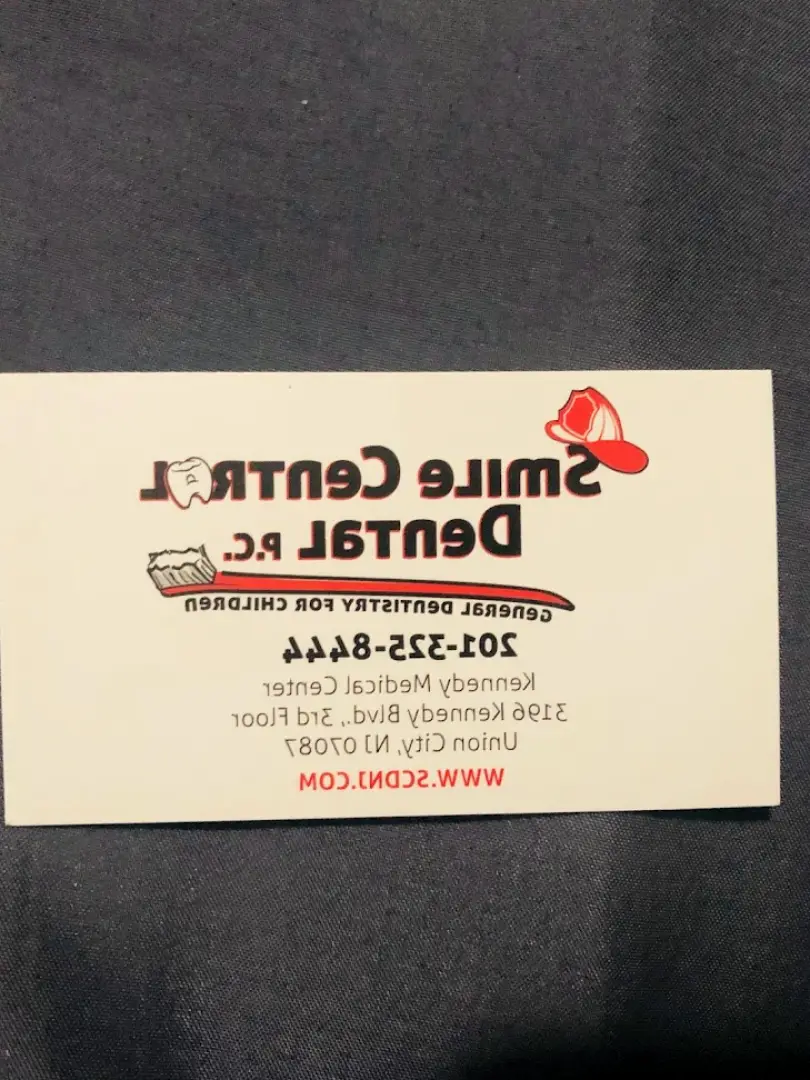 Smile Central
Dental P.C.
General Dentistry for Children
201-325-8444
Kennedy Medical Center
3196 Kennedy Blvd., 3rd Floor
Union City, NJ 07087
WWW.SCDNJ.COM